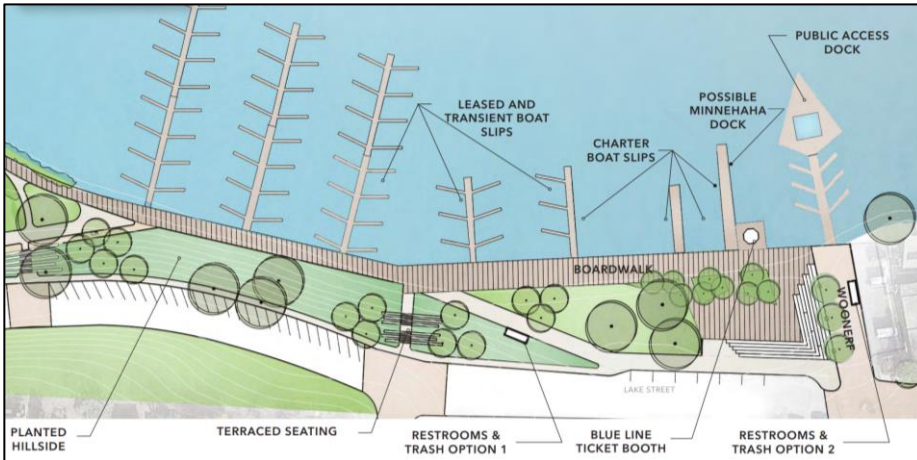 PUBLIC ACCESS
DOCK
LEASED AND
TRANSIENT BOAT
SLIPS
POSSIBLE
MINNEHAHA
DOCK
CHARTER
BOAT SLIPS
BOARDWALK
WOONERF
LAKE STREET
PLANTED
HILLSIDE
TERRACED SEATING
RESTROOMS &
TRASH OPTION 1
BLUE LINE
TICKET BOOTH
RESTROOMS &
TRASH OPTION 2